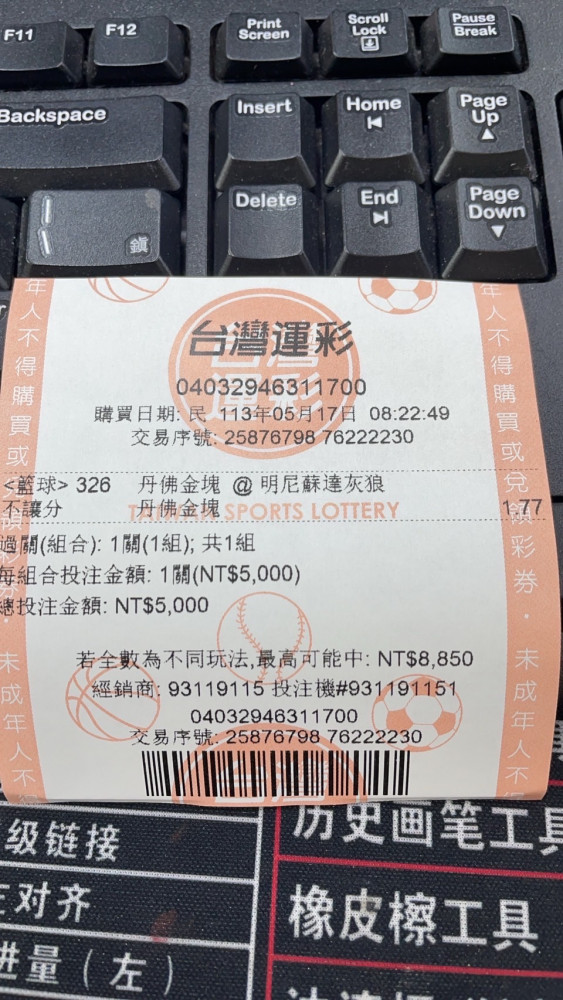 F11
F12
Print
Screen
Scroll
Lock
Pause
Break
Backspace
Insert
Home
Page
Up
鎮
Delete
End
Page
Down
台灣運彩
04032946311700
購買日期: 民 113年05月17日 08:22:49
交易序號: 25876798 76222230
<籃球> 326 丹佛金塊 @ 明尼蘇達灰狼
不讓分 丹佛金塊 1.77
TAIWAN SPORTS LOTTERY
過關(組合): 1關(1組); 共1組
每組合投注金額: 1關(NT$5,000)
總投注金額: NT$5,000
若全數為不同玩法,最高可能中: NT$8,850
經銷商: 93119115 投注機#931191151
04032946311700
交易序號: 25876798 76222230
年人不得購買或兌領彩券．未成年人不
年人不得購買或兌領彩券．未成年人不得
级链接
历史画笔工具
对齐
橡皮檫工具
进量（左）